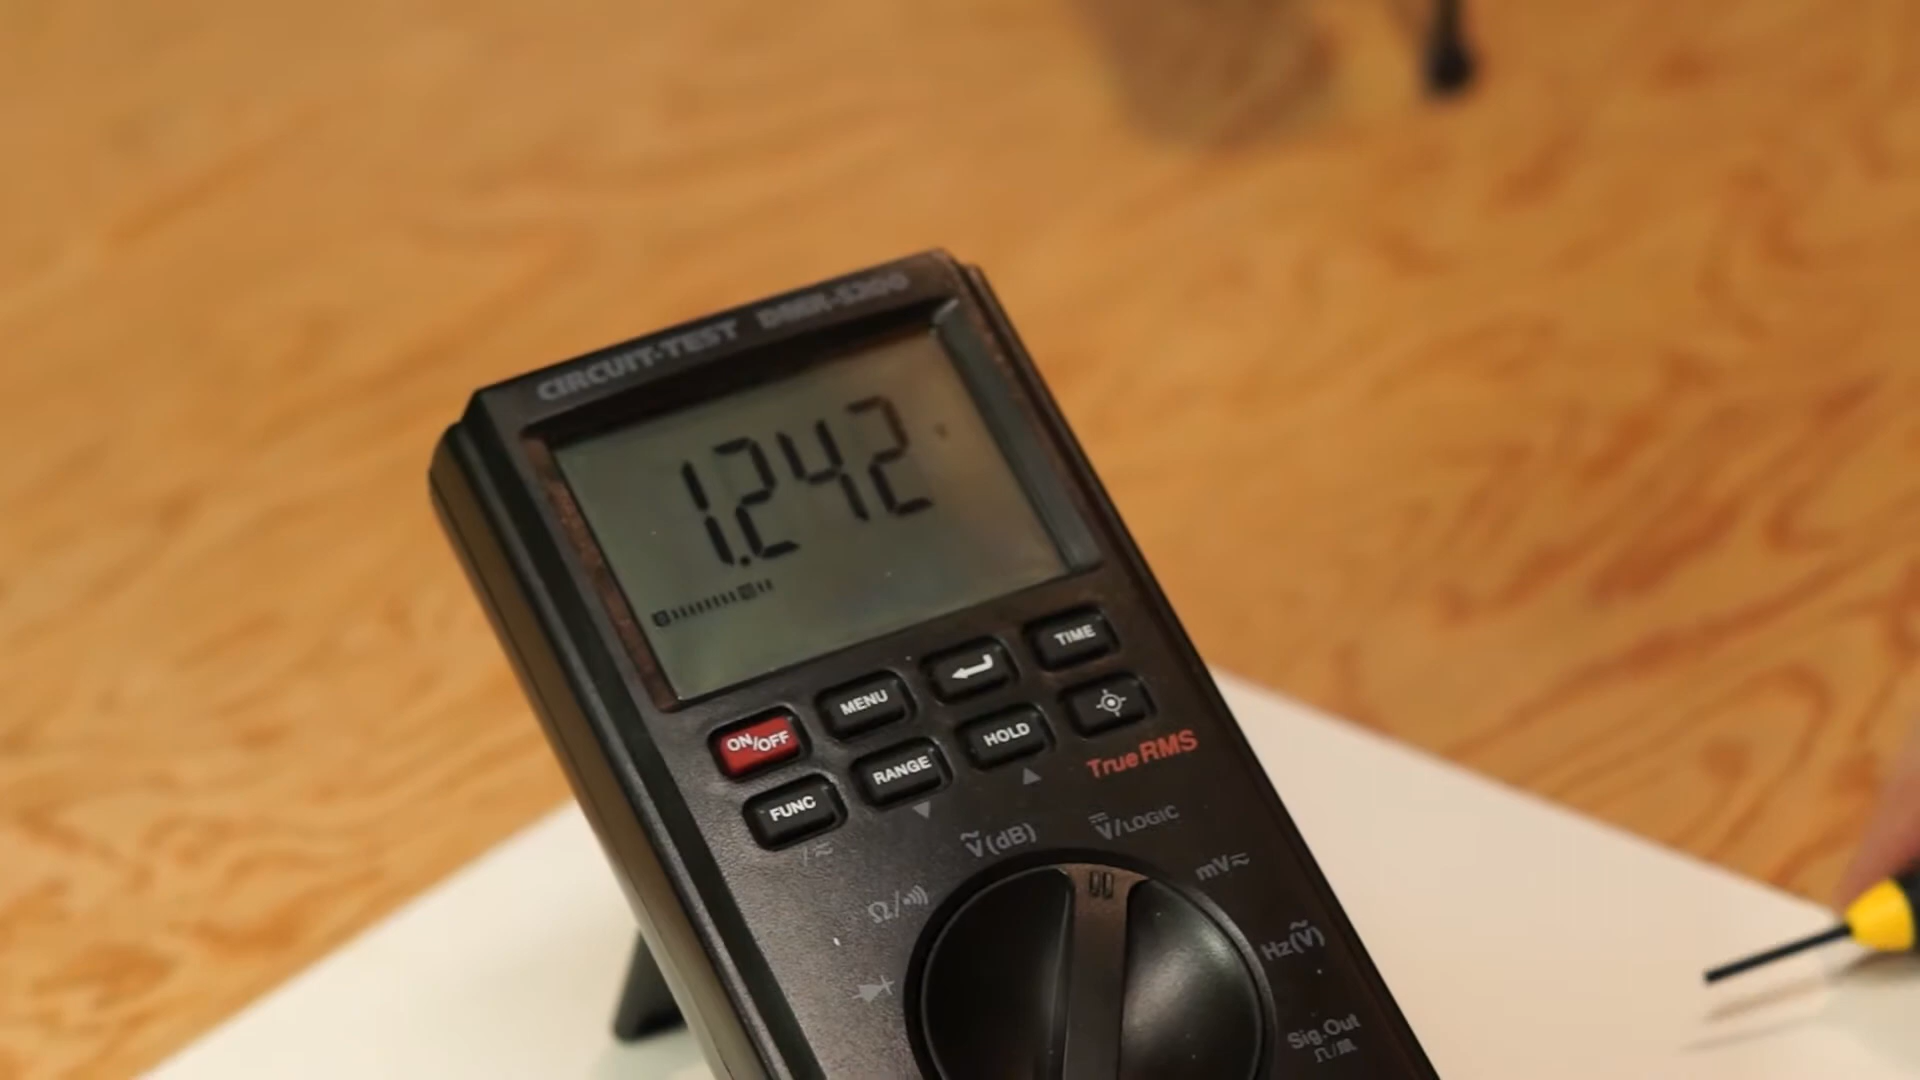 CIRCUIT-TEST
1.242
V
ON/OFF
MENU
TIME
FUNC
RANGE
HOLD
True RMS
Ṽ(dB)
V/LOGIC
mV≂
Ω/
Hz(Ṽ)
Sig.Out